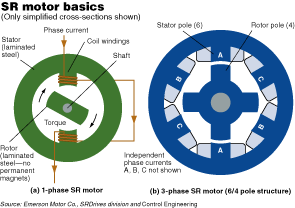 SR motor basics
(Only simplified cross-sections shown)
Stator
(laminated
steel)
Phase current
Coil windings
Shaft
Torque
Rotor
(laminated
steel—no
permanent
magnets)
Independent
phase currents
A, B, C not shown
(a) 1-phase SR motor
Stator pole (6)
Rotor pole (4)
A
B
C
A
B
C
(b) 3-phase SR motor (6/4 pole structure)
Source: Emerson Motor Co., SRDrives division and Control Engineering